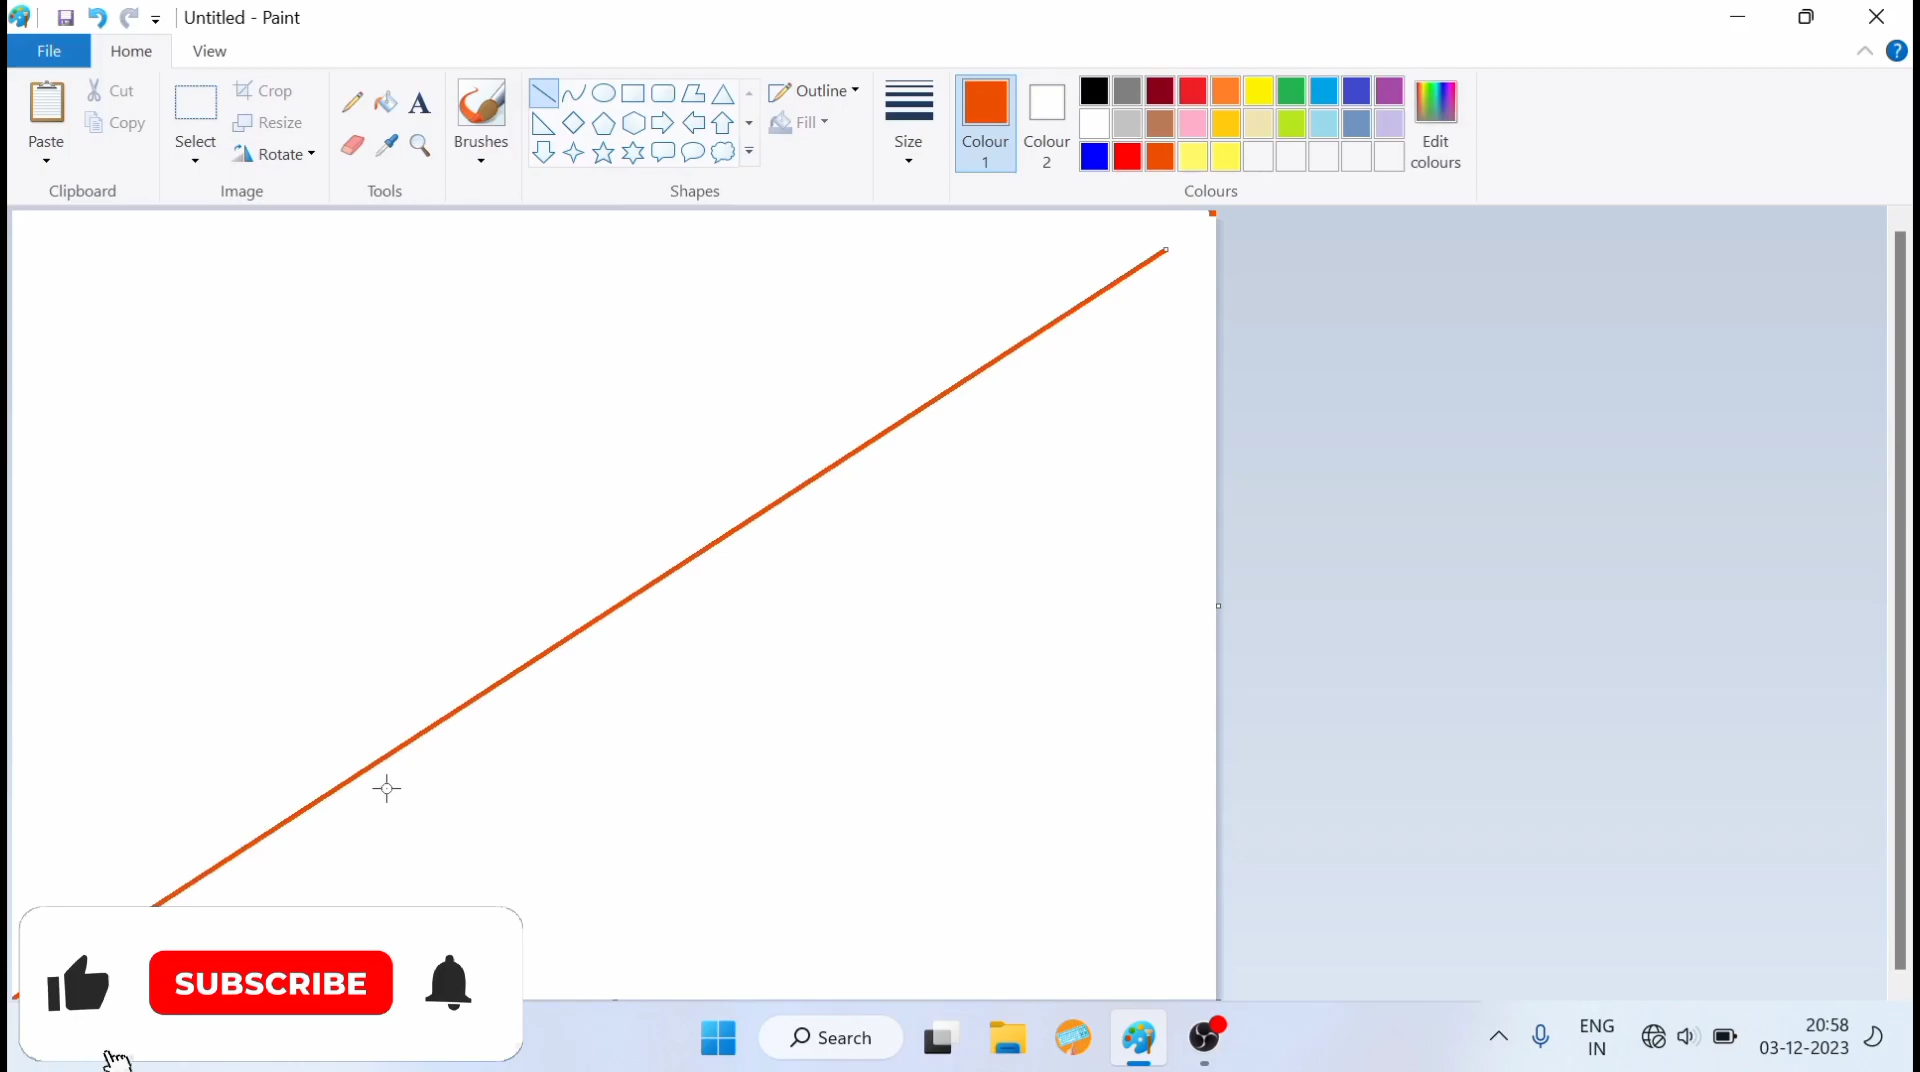 Untitled - Paint
File Home View
Paste
Cut
Copy
Clipboard
Select
Crop
Resize
Rotate
Image
A
Tools
Brushes
Shapes
Outline
Fill
Size
Colour
1
Colour
2
Edit
colours
Colours
?
SUBSCRIBE
Search
ENG
IN
20:58
03-12-2023